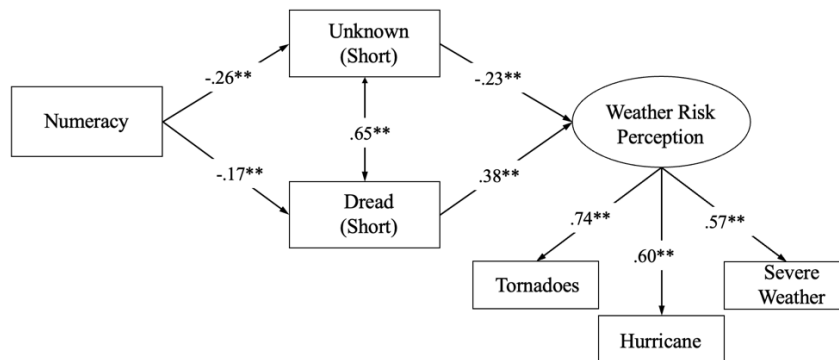 Unknown
(Short)
-.26**
-.23**
Numeracy
.65**
Weather Risk
Perception
-.17**
.38**
Dread
(Short)
.74**
.57**
.60**
Tornadoes
Severe
Weather
Hurricane